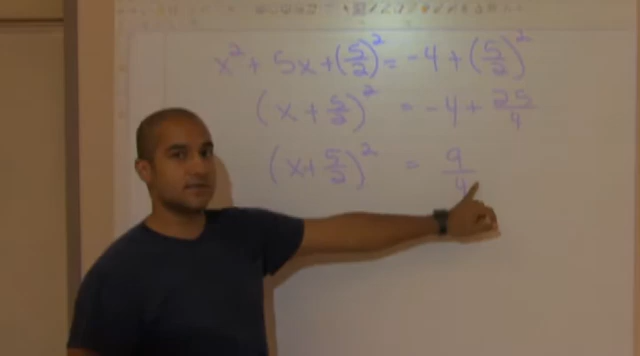 x² + 5x + (5/2)² = -4 + (5/2)²
(x + 5/2)² = -4 + 25/4
(x + 5/2)² = 9/4